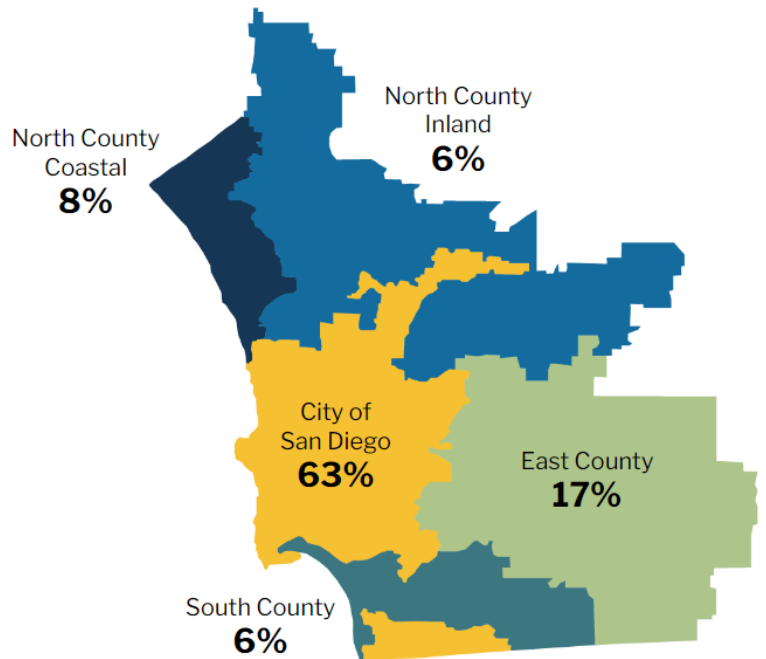 North County
Inland
6%
North County
Coastal
8%
City of
San Diego
63%
East County
17%
South County
6%